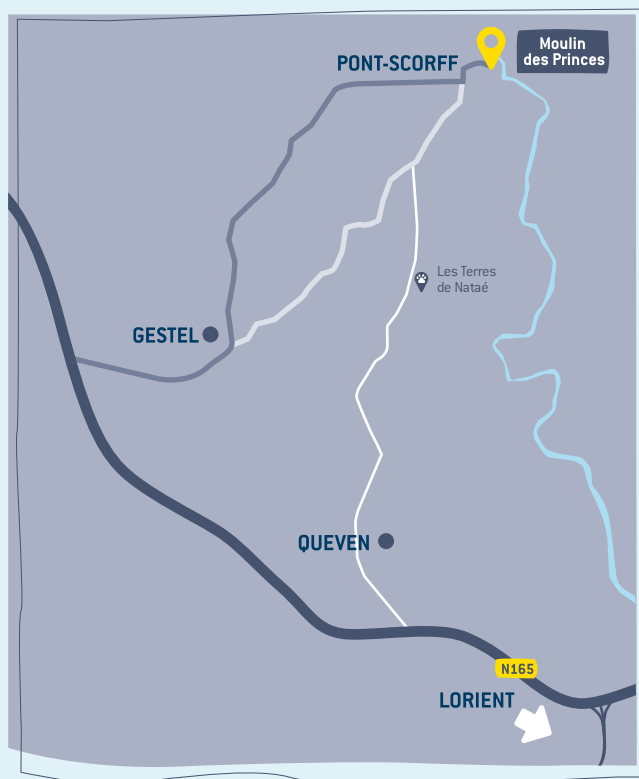 Moulin
des Princes
PONT-SCORFF
Les Terres
de Nataé
GESTEL
QUEVEN
N165
LORIENT